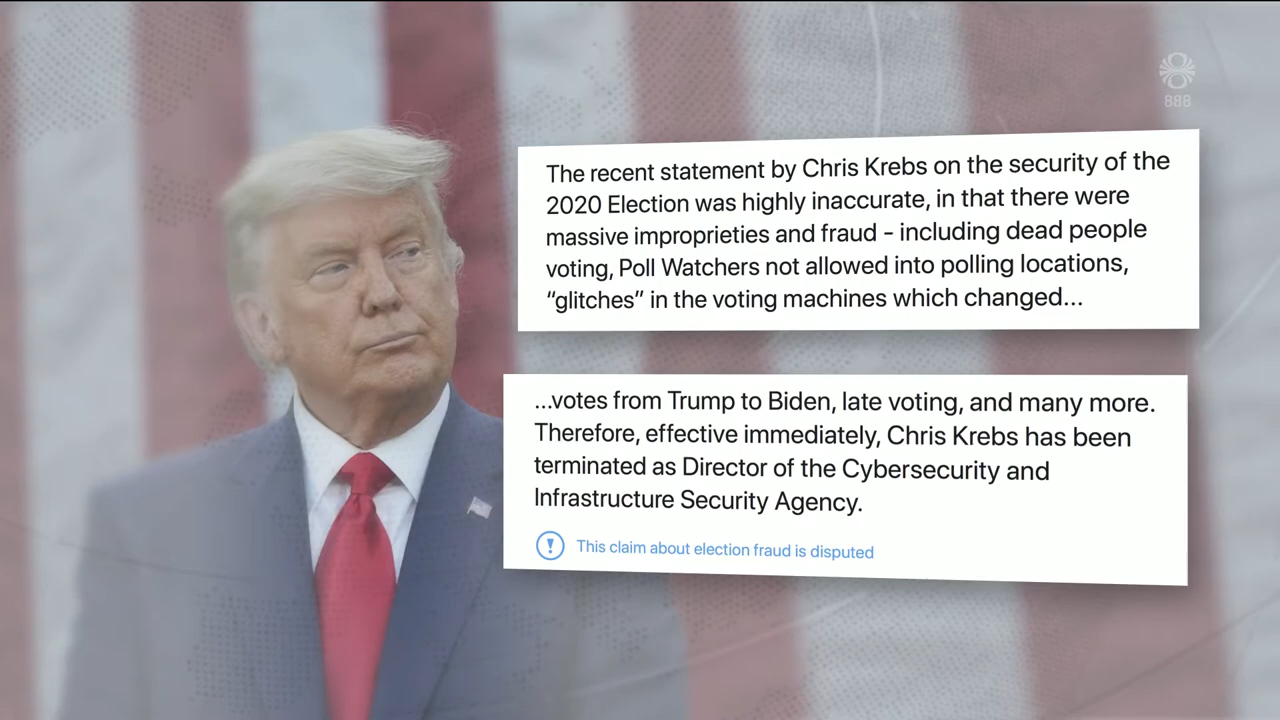 888
The recent statement by Chris Krebs on the security of the
2020 Election was highly inaccurate, in that there were
massive improprieties and fraud - including dead people
voting, Poll Watchers not allowed into polling locations,
“glitches” in the voting machines which changed...
...votes from Trump to Biden, late voting, and many more.
Therefore, effective immediately, Chris Krebs has been
terminated as Director of the Cybersecurity and
Infrastructure Security Agency.
This claim about election fraud is disputed